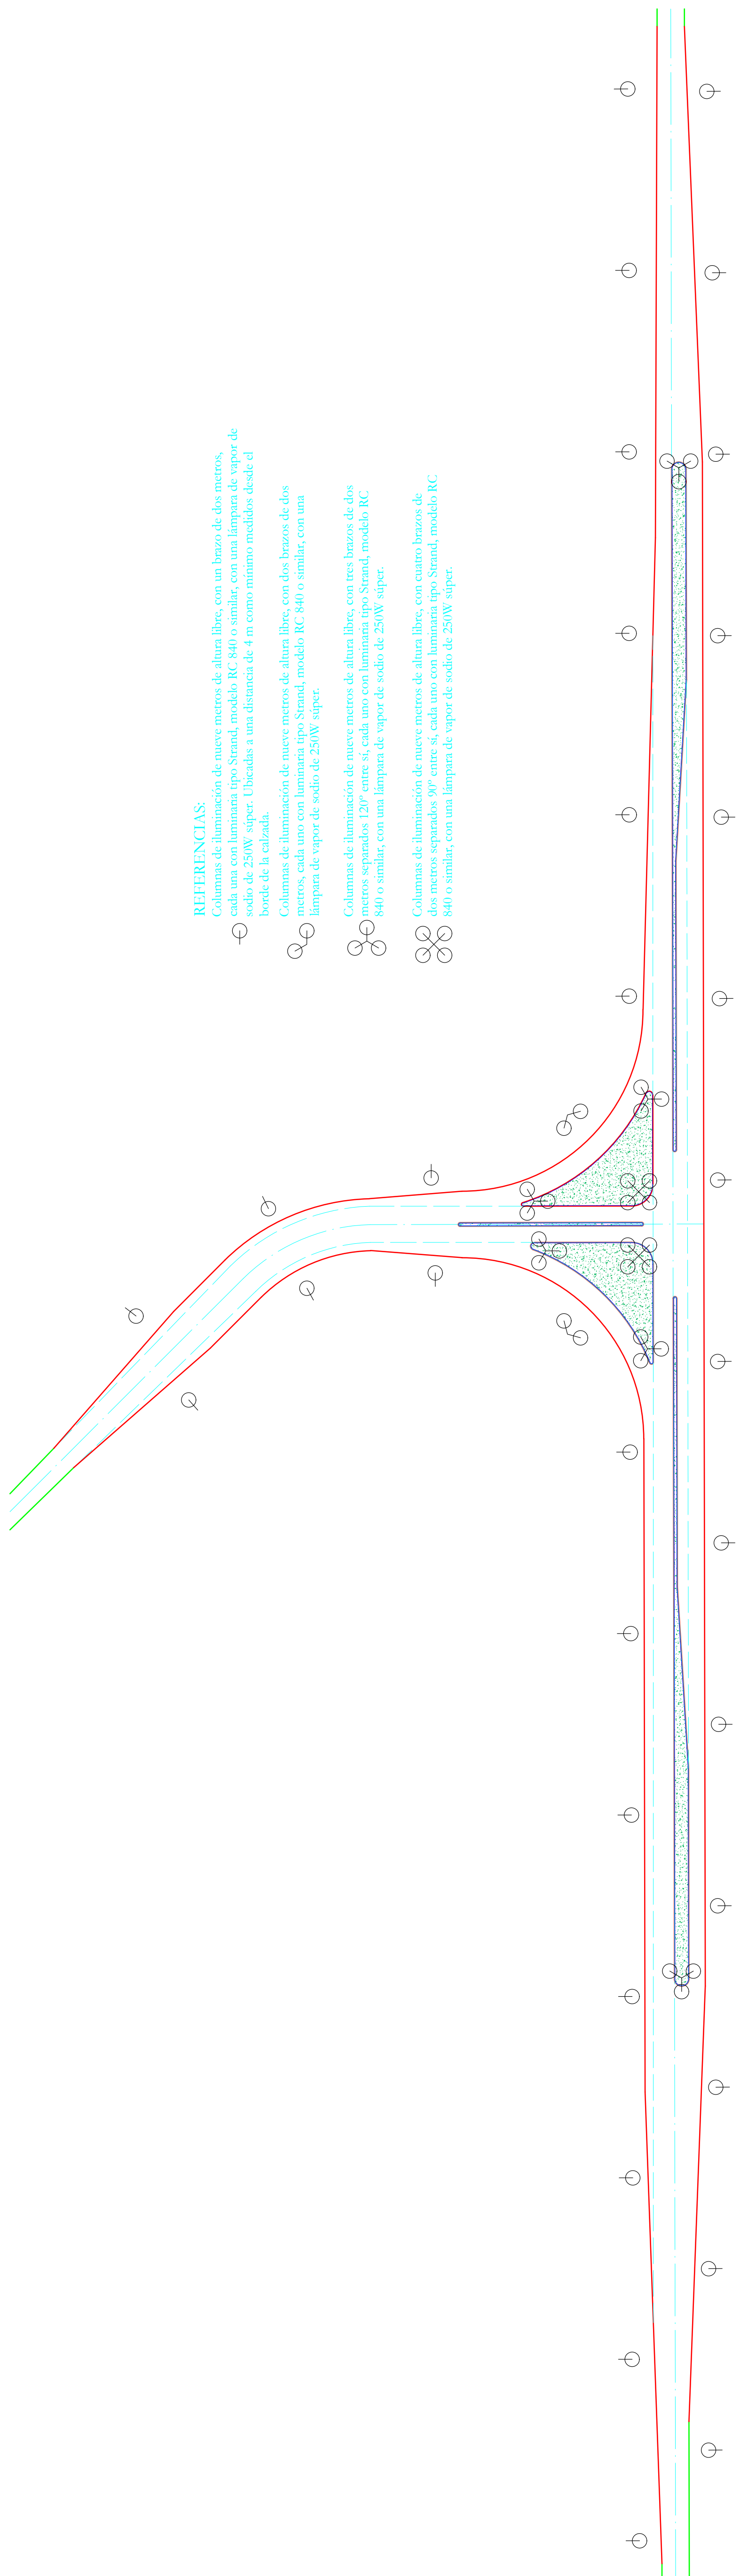 REFERENCIAS:
Columnas de iluminación de nueve metros de altura libre, con un brazo de dos metros,
cada una con luminaria tipo Strand, modelo RC 840 o similar, con una lámpara de vapor de
sodio de 250W súper. Ubicadas a una distancia de 4 m como mínimo medidos desde el
borde de la calzada.
Columnas de iluminación de nueve metros de altura libre, con dos brazos de dos
metros, cada uno con luminaria tipo Strand, modelo RC 840 o similar, con una
lámpara de vapor de sodio de 250W súper.
Columnas de iluminación de nueve metros de altura libre, con tres brazos de dos
metros separados 120º entre sí, cada uno con luminaria tipo Strand, modelo RC
840 o similar, con una lámpara de vapor de sodio de 250W súper.
Columnas de iluminación de nueve metros de altura libre, con cuatro brazos de
dos metros separados 90º entre sí, cada uno con luminaria tipo Strand, modelo RC
840 o similar, con una lámpara de vapor de sodio de 250W súper.